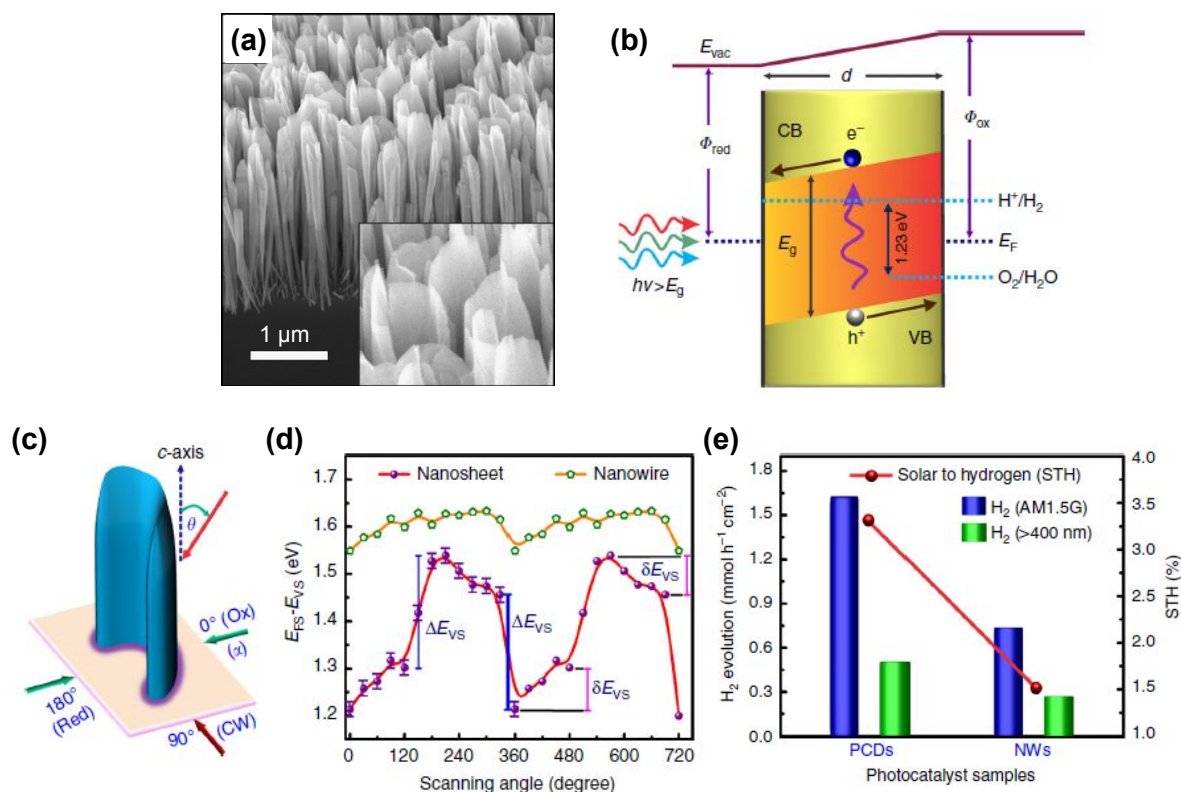 (a)
1 μm
(b)
E_vac
d
Φ_red
Φ_ox
CB
e⁻
H⁺/H₂
E_g
1.23 eV
E_F
hv>E_g
O₂/H₂O
h⁺
VB
(c)
c-axis
θ
0° (Ox)
(α)
180°
(Red)
90°
(CW)
(d)
Nanosheet
Nanowire
E_FS-E_VS (eV)
1.7
1.6
1.5
1.4
1.3
1.2
ΔE_VS
ΔE_VS
δE_VS
δE_VS
0 120 240 360 480 600 720
Scanning angle (degree)
(e)
Solar to hydrogen (STH)
H₂ (AM1.5G)
H₂ (>400 nm)
H₂ evolution (mmol h⁻¹ cm⁻²)
1.8
1.5
1.2
0.9
0.6
0.3
0.0
4.0
3.5
3.0
2.5
2.0
1.5
1.0
STH (%)
PCDs NWs
Photocatalyst samples